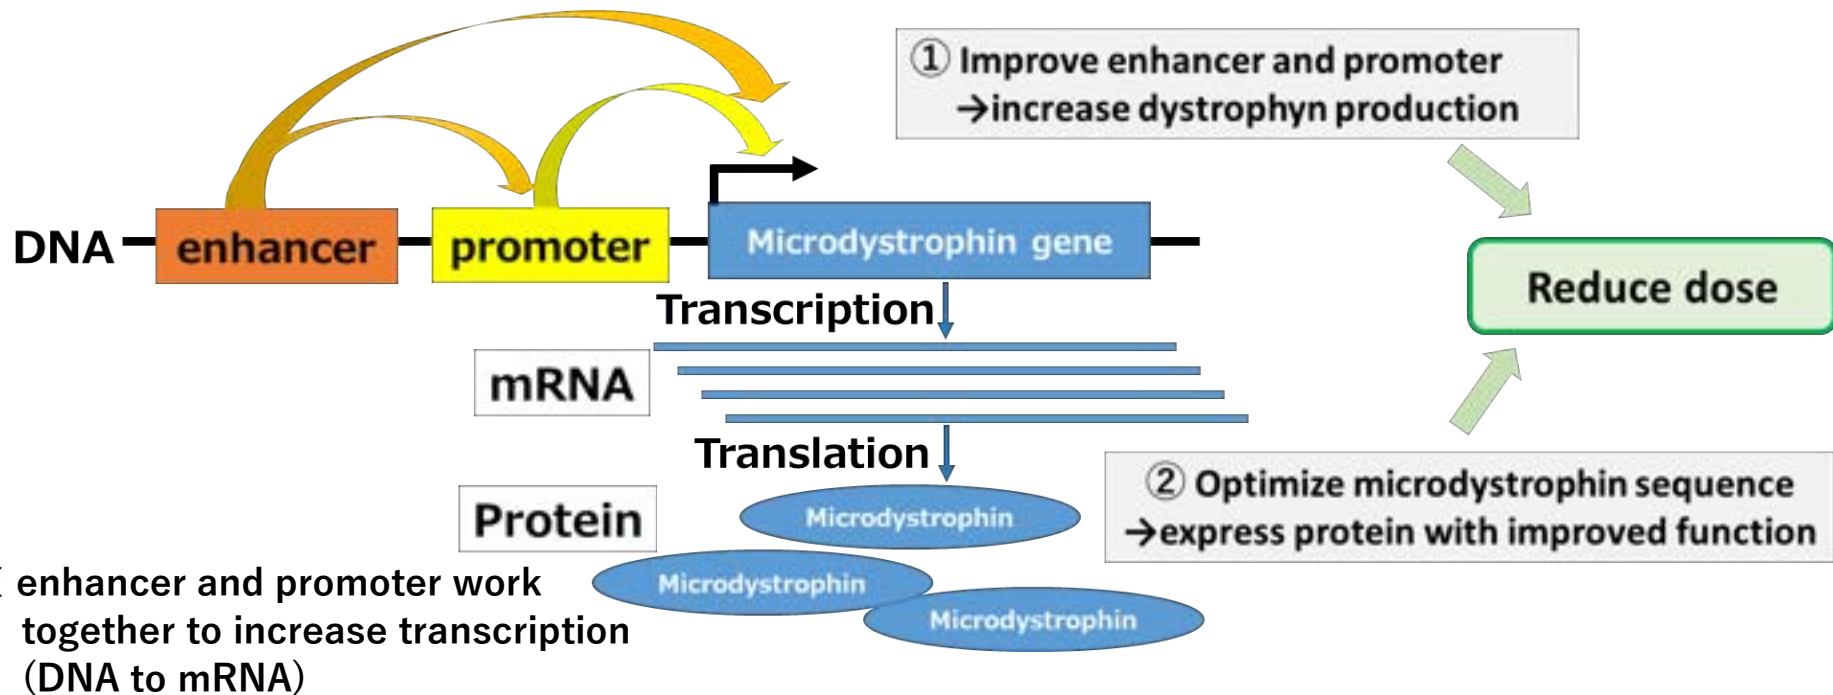 ① Improve enhancer and promoter
→increase dystrophyn production
DNA
enhancer
promoter
Microdystrophin gene
Reduce dose
Transcription
mRNA
Translation
② Optimize microdystrophin sequence
→express protein with improved function
Protein
Microdystrophin
Microdystrophin
Microdystrophin
enhancer and promoter work
together to increase transcription
(DNA to mRNA)